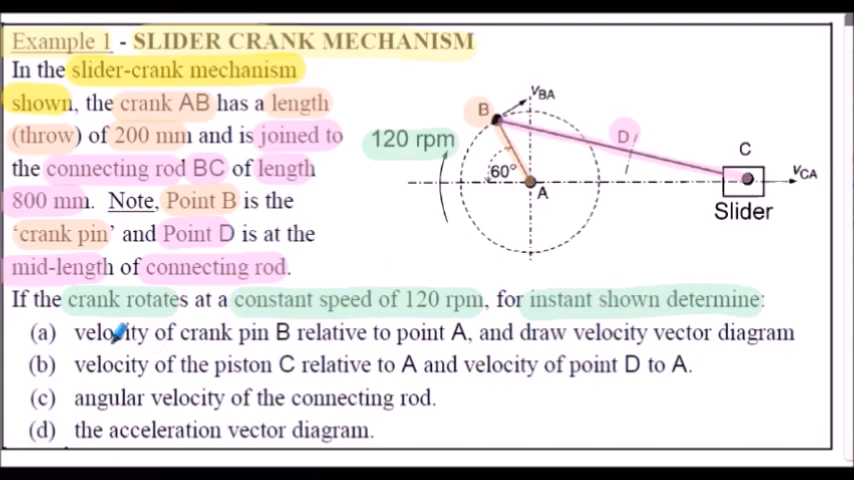 Example 1 - SLIDER CRANK MECHANISM
In the slider-crank mechanism
shown, the crank AB has a length
(throw) of 200 mm and is joined to
the connecting rod BC of length
800 mm. Note, Point B is the
'crank pin' and Point D is at the
mid-length of connecting rod.
120 rpm
B
VBA
D
C
60°
A
VCA
Slider
If the crank rotates at a constant speed of 120 rpm, for instant shown determine:
(a) velocity of crank pin B relative to point A, and draw velocity vector diagram
(b) velocity of the piston C relative to A and velocity of point D to A.
(c) angular velocity of the connecting rod.
(d) the acceleration vector diagram.